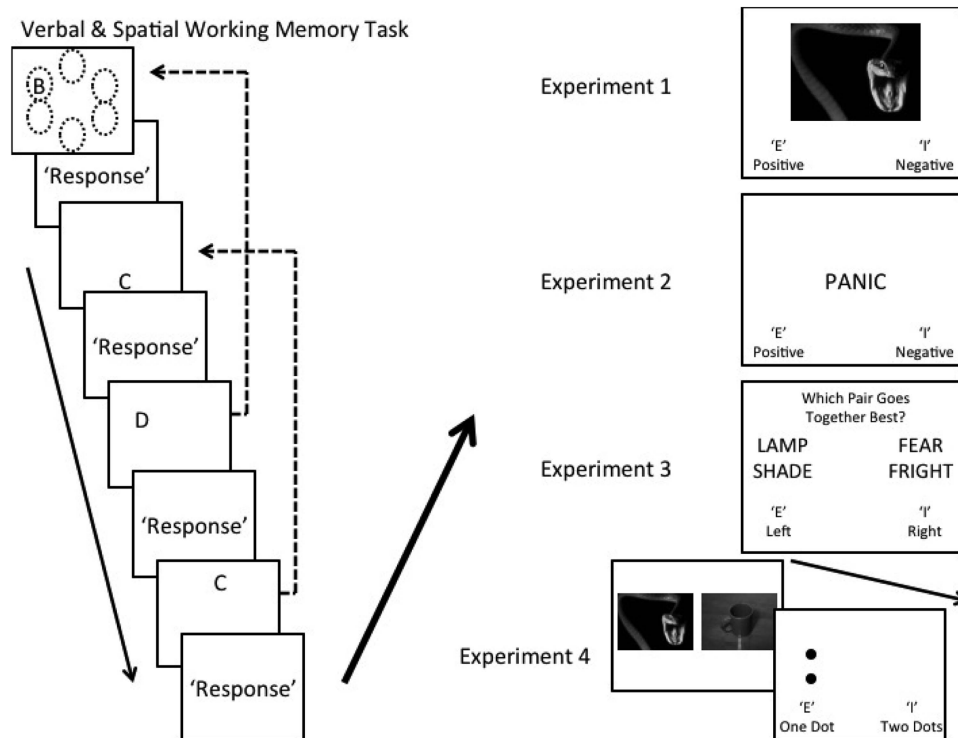 Verbal & Spatial Working Memory Task
B
'Response'
C
'Response'
D
'Response'
C
'Response'
Experiment 1
'E'
'I'
Positive
Negative
Experiment 2
PANIC
'E'
'I'
Positive
Negative
Experiment 3
Which Pair Goes
Together Best?
LAMP
FEAR
SHADE
FRIGHT
'E'
'I'
Left
Right
Experiment 4
'E'
'I'
One Dot
Two Dots